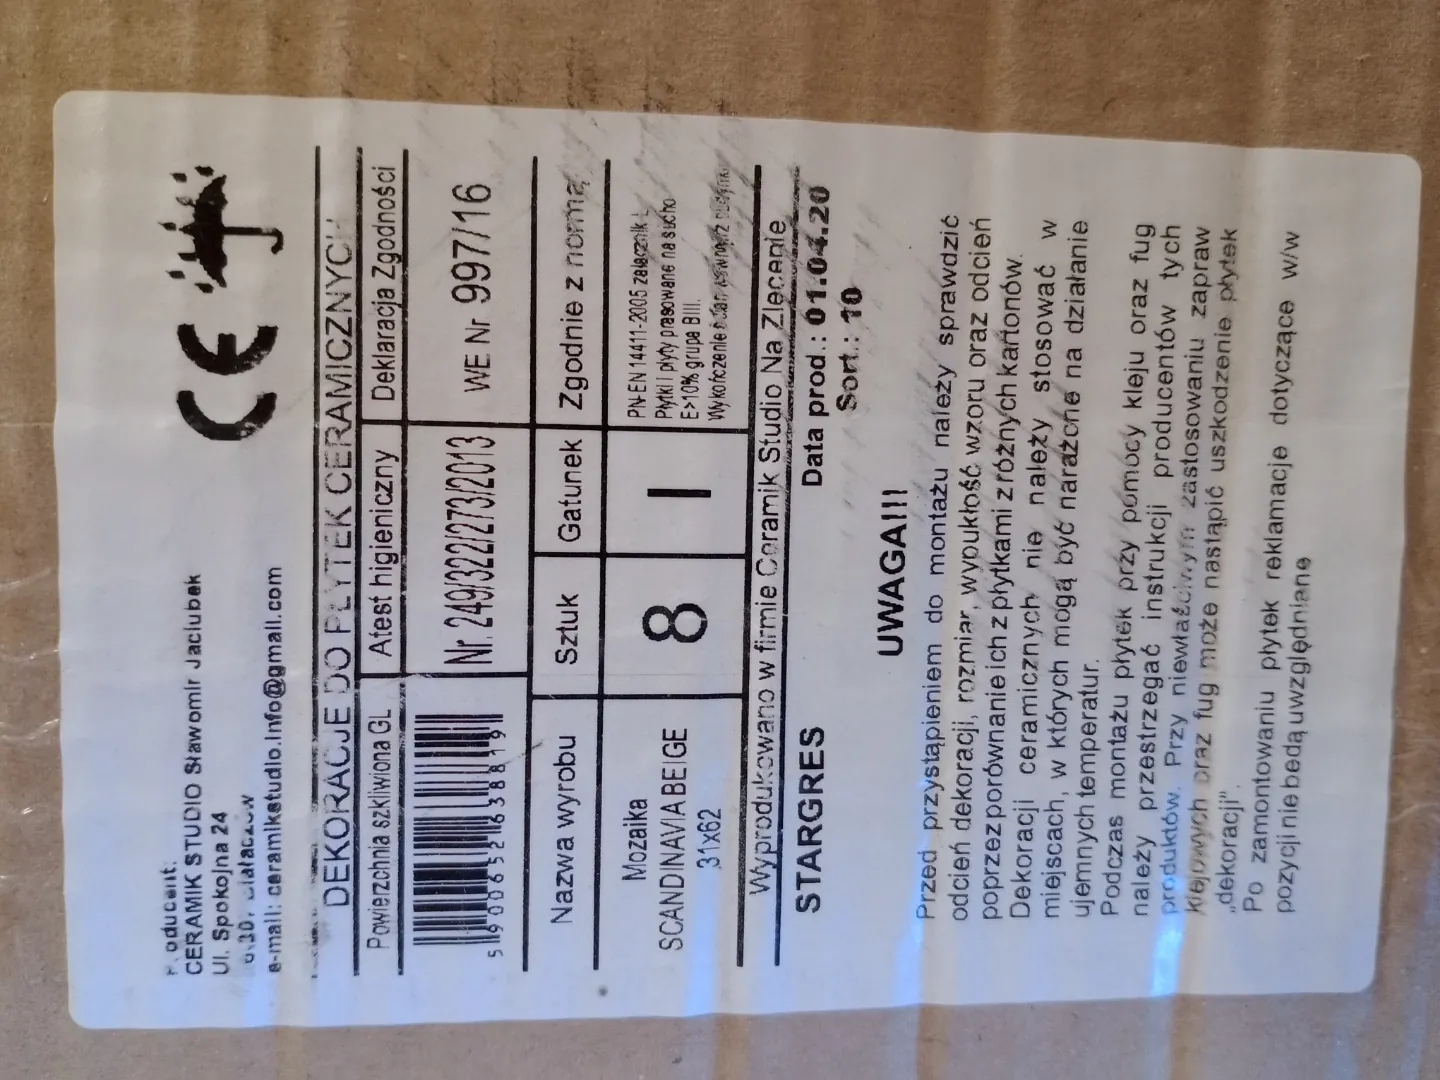 CERAMIK STUDIO Sławomir Jaciubek
Ul. Spokojna 24
e-mail: ceramikstudio.info@gmail.com
CE
DEKORACJE DO PŁYTEK CERAMICZNYCH
Powierzchnia szkliwiona GL Atest higieniczny Deklaracja Zgodności
5 900652 638819 Nr. 249/322/273/2013 WE Nr 997/16
Nazwa wyrobu Sztuk Gatunek Zgodnie z normą
Mozaika
SCANDINAVIA BEIGE
31x62
8 I
PN-EN 14411-2005 załącznik L
Płytki i płyty prasowane na sucho
E>10% grupa BIII.
Wykończenie
Wyprodukowano w firmie Ceramik Studio Na Zlecenie
STARGRES Data prod.: 01.04.20
Sort.: 10
UWAGA!!!
Przed przystąpieniem do montażu należy sprawdzić
odcień dekoracji, rozmiar, wypukłość wzoru oraz odcień
poprzez porównanie ich z płytkami z różnych kartonów.
Dekoracji ceramicznych nie należy stosować w
miejscach, w których mogą być narażone na działanie
ujemnych temperatur.
Podczas montażu płytek przy pomocy kleju oraz fug
należy przestrzegać instrukcji producentów tych
produktów. Przy niewłaściwym zastosowaniu zapraw
klejowych oraz fug może nastąpić uszkodzenie płytek
„dekoracji".
Po zamontowaniu płytek reklamacje dotyczące w/w
pozycji nie będą uwzględniane